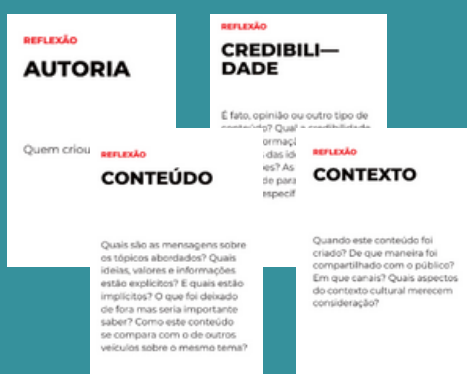 REFLEXÃO
AUTORIA
Quem criou
REFLEXÃO
CREDIBILI—
DADE
É fato, opinião ou outro tipo de
REFLEXÃO
CONTEÚDO
Quais são as mensagens sobre
os tópicos abordados? Quais
ideias, valores e informações
estão explícitos? E quais estão
implícitos? O que foi deixado
de fora mas seria importante
saber? Como este conteúdo
se compara com o de outros
veículos sobre o mesmo tema?
REFLEXÃO
CONTEXTO
Quando este conteúdo foi
criado? De que maneira foi
compartilhado com o público?
Em que canais? Quais aspectos
do contexto cultural merecem
consideração?